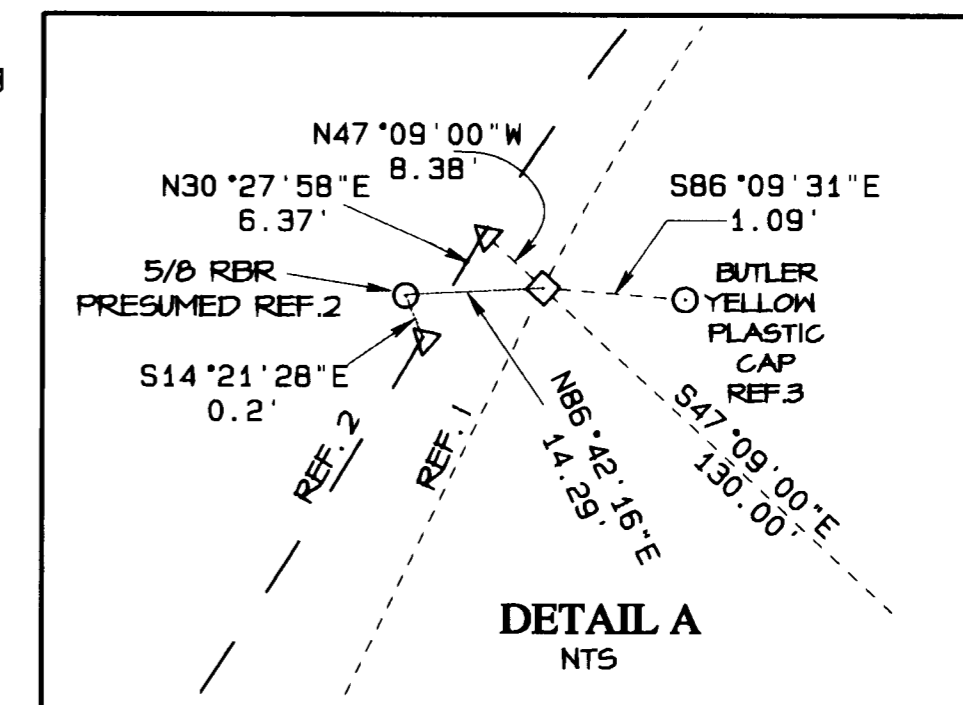 N47°09'00"W
8.38'
N30°27'58"E
6.37'
S86°09'31"E
1.09'
5/8 RBR
PRESUMED REF.2
BUTLER
YELLOW
PLASTIC
CAP
REF.3
S14°21'28"E
0.2'
REF. 2
REF. 1
N86°42'16"E
14.29'
S47°09'00"E
130.00'
DETAIL A
NTS